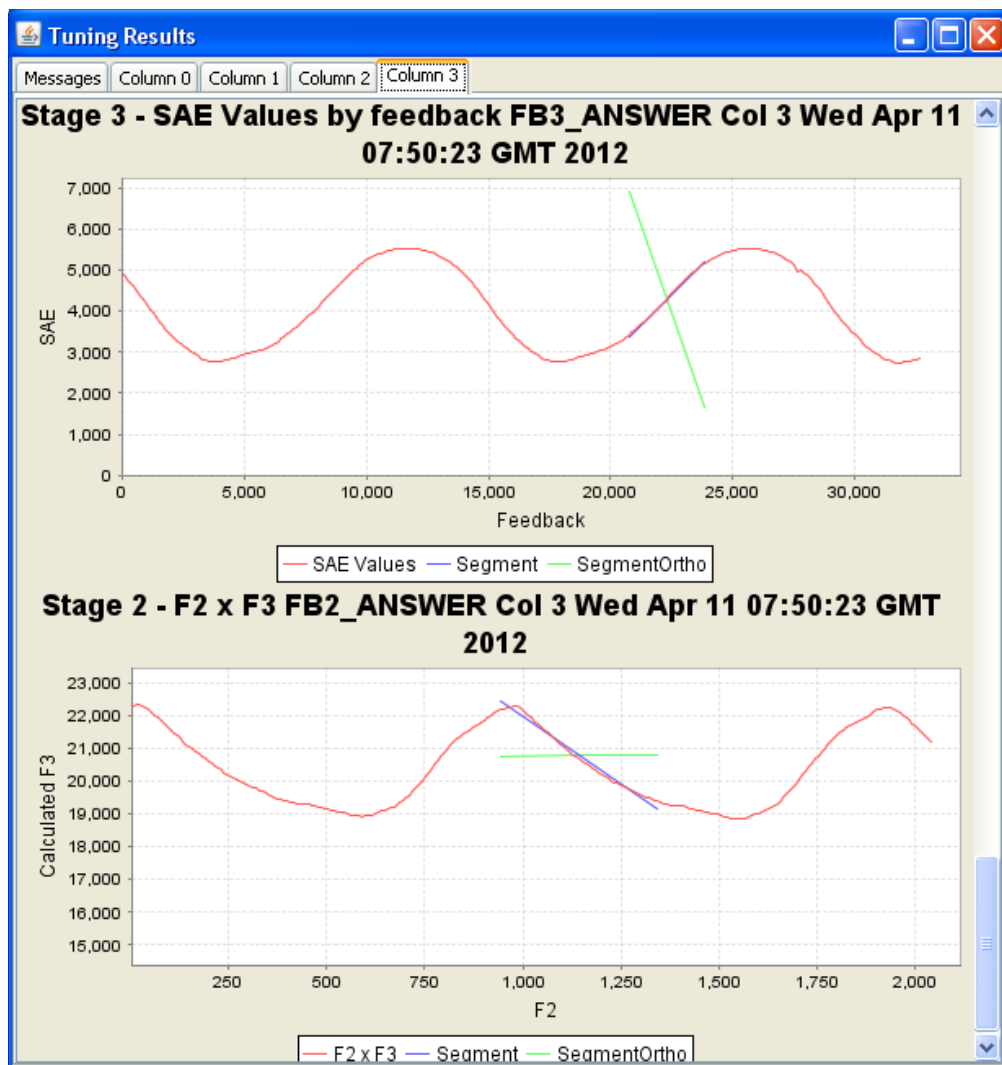 Tuning Results
Messages Column 0 Column 1 Column 2 Column 3
Stage 3 - SAE Values by feedback FB3_ANSWER Col 3 Wed Apr 11
07:50:23 GMT 2012
7,000
6,000
5,000
4,000
3,000
2,000
1,000
0
SAE
0 5,000 10,000 15,000 20,000 25,000 30,000
Feedback
SAE Values Segment SegmentOrtho
Stage 2 - F2 x F3 FB2_ANSWER Col 3 Wed Apr 11 07:50:23 GMT
2012
23,000
22,000
21,000
20,000
19,000
18,000
17,000
16,000
15,000
Calculated F3
250 500 750 1,000 1,250 1,500 1,750 2,000
F2
F2 x F3 Segment SegmentOrtho